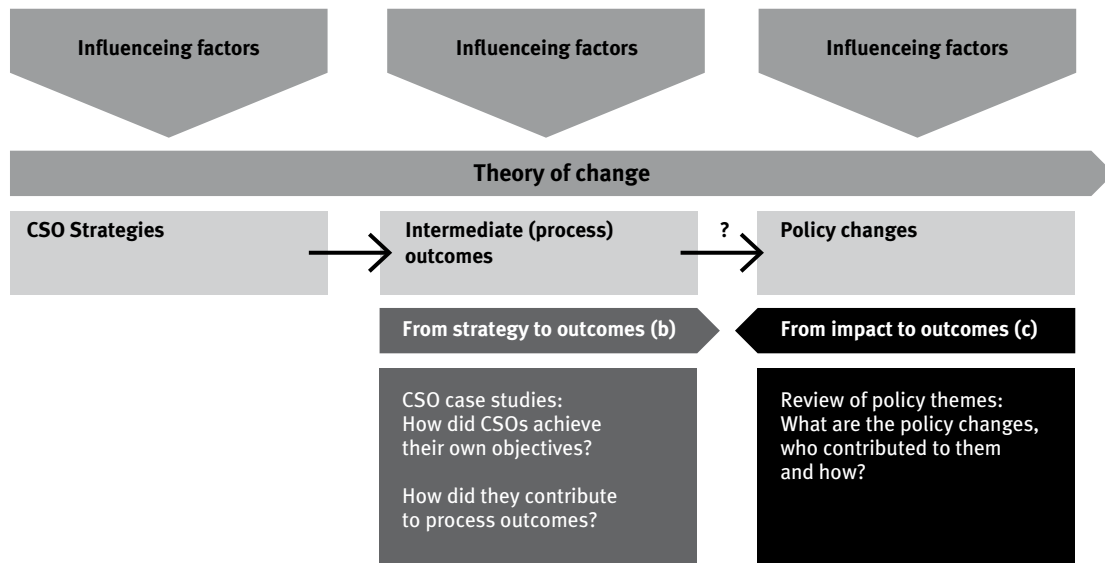 Influenceing factors
Influenceing factors
Influenceing factors
Theory of change
CSO Strategies
Intermediate (process)
outcomes
?
Policy changes
From strategy to outcomes (b)
From impact to outcomes (c)
CSO case studies:
How did CSOs achieve
their own objectives?
How did they contribute
to process outcomes?
Review of policy themes:
What are the policy changes,
who contributed to them
and how?